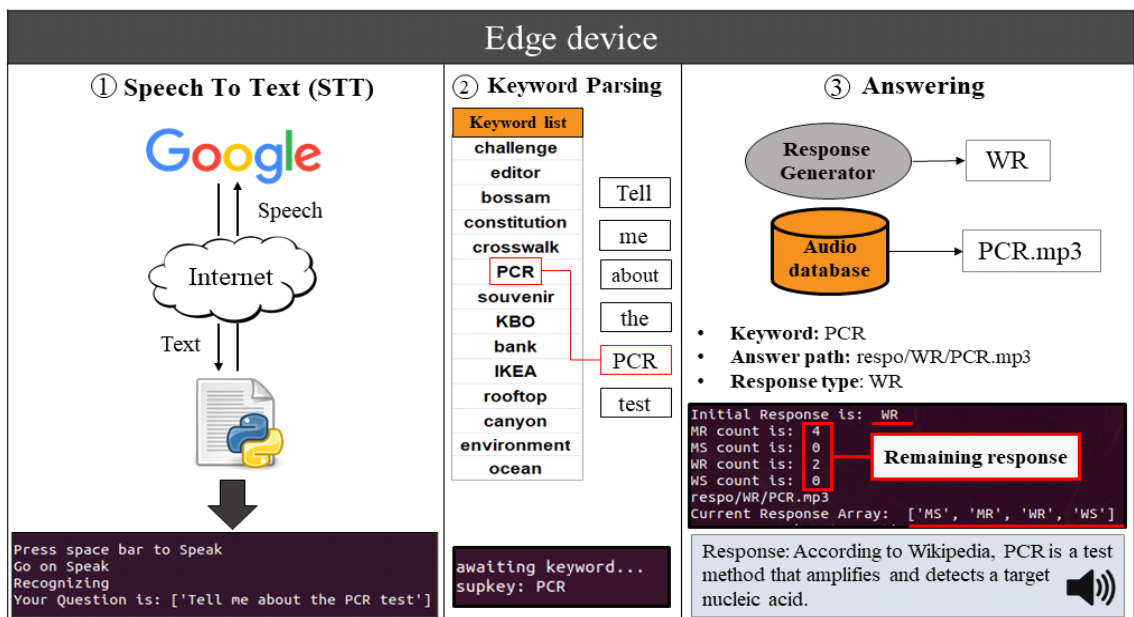 Edge device
① Speech To Text (STT)
Google
Speech
Internet
Text
Press space bar to Speak
Go on Speak
Recognizing
Your Question is: ['Tell me about the PCR test']
② Keyword Parsing
Keyword list
challenge
editor
bossam
constitution
crosswalk
PCR
souvenir
KBO
bank
IKEA
rooftop
canyon
environment
ocean
Tell
me
about
the
PCR
test
awaiting keyword...
supkey: PCR
③ Answering
Response
Generator
WR
Audio
database
PCR.mp3
• Keyword: PCR
• Answer path: respo/WR/PCR.mp3
• Response type: WR
Initial Response is: WR
MR count is: 4
MS count is: 0
WR count is: 2
WS count is: 0
Remaining response
respo/WR/PCR.mp3
Current Response Array: ['MS', 'MR', 'WR', 'WS']
Response: According to Wikipedia, PCR is a test
method that amplifies and detects a target
nucleic acid.